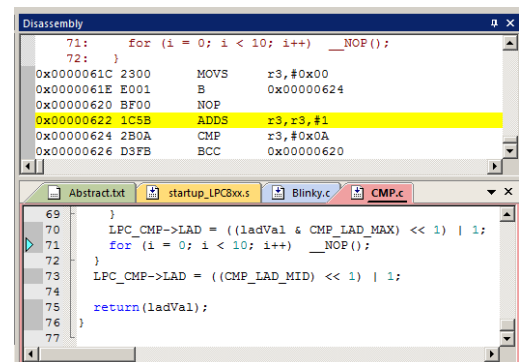 Disassembly
71:     for (i = 0; i < 10; i++)  __NOP();
72:   }
0x0000061C 2300      MOVS     r3,#0x00
0x0000061E E001      B        0x00000624
0x00000620 BF00      NOP
0x00000622 1C5B      ADDS     r3,r3,#1
0x00000624 2B0A      CMP      r3,#0x0A
0x00000626 D3FB      BCC      0x00000620
Abstract.txt  startup_LPC8xx.s  Blinky.c  CMP.c
69     }
70     LPC_CMP->LAD = ((ladVal & CMP_LAD_MAX) << 1) | 1;
71     for (i = 0; i < 10; i++)  __NOP();
72   }
73   LPC_CMP->LAD = ((CMP_LAD_MID) << 1) | 1;
74
75   return(ladVal);
76 }
77